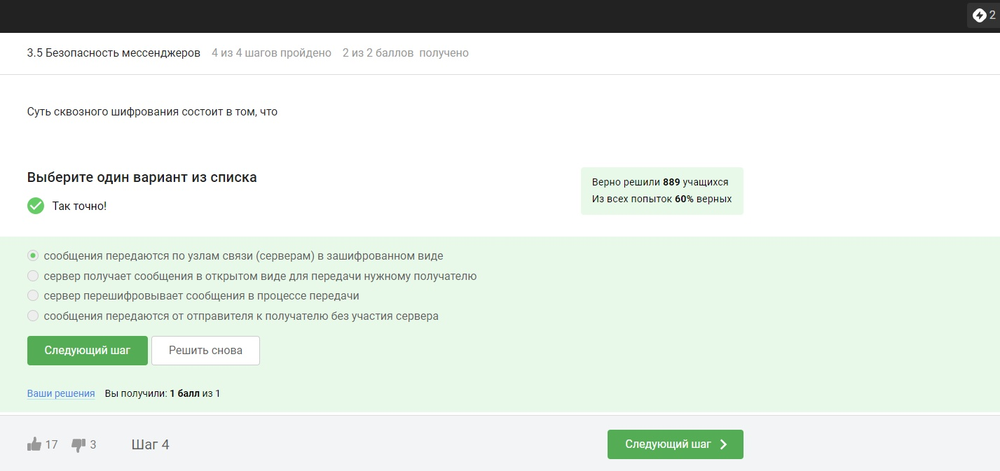 2
3.5 Безопасность мессенджеров 4 из 4 шагов пройдено 2 из 2 баллов получено
Суть сквозного шифрования состоит в том, что
Выберите один вариант из списка
Так точно!
Верно решили 889 учащихся
Из всех попыток 60% верных
сообщения передаются по узлам связи (серверам) в зашифрованном виде
сервер получает сообщения в открытом виде для передачи нужному получателю
сервер перешифровывает сообщения в процессе передачи
сообщения передаются от отправителя к получателю без участия сервера
Следующий шаг Решить снова
Ваши решения Вы получили: 1 балл из 1
17 3 Шаг 4 Следующий шаг